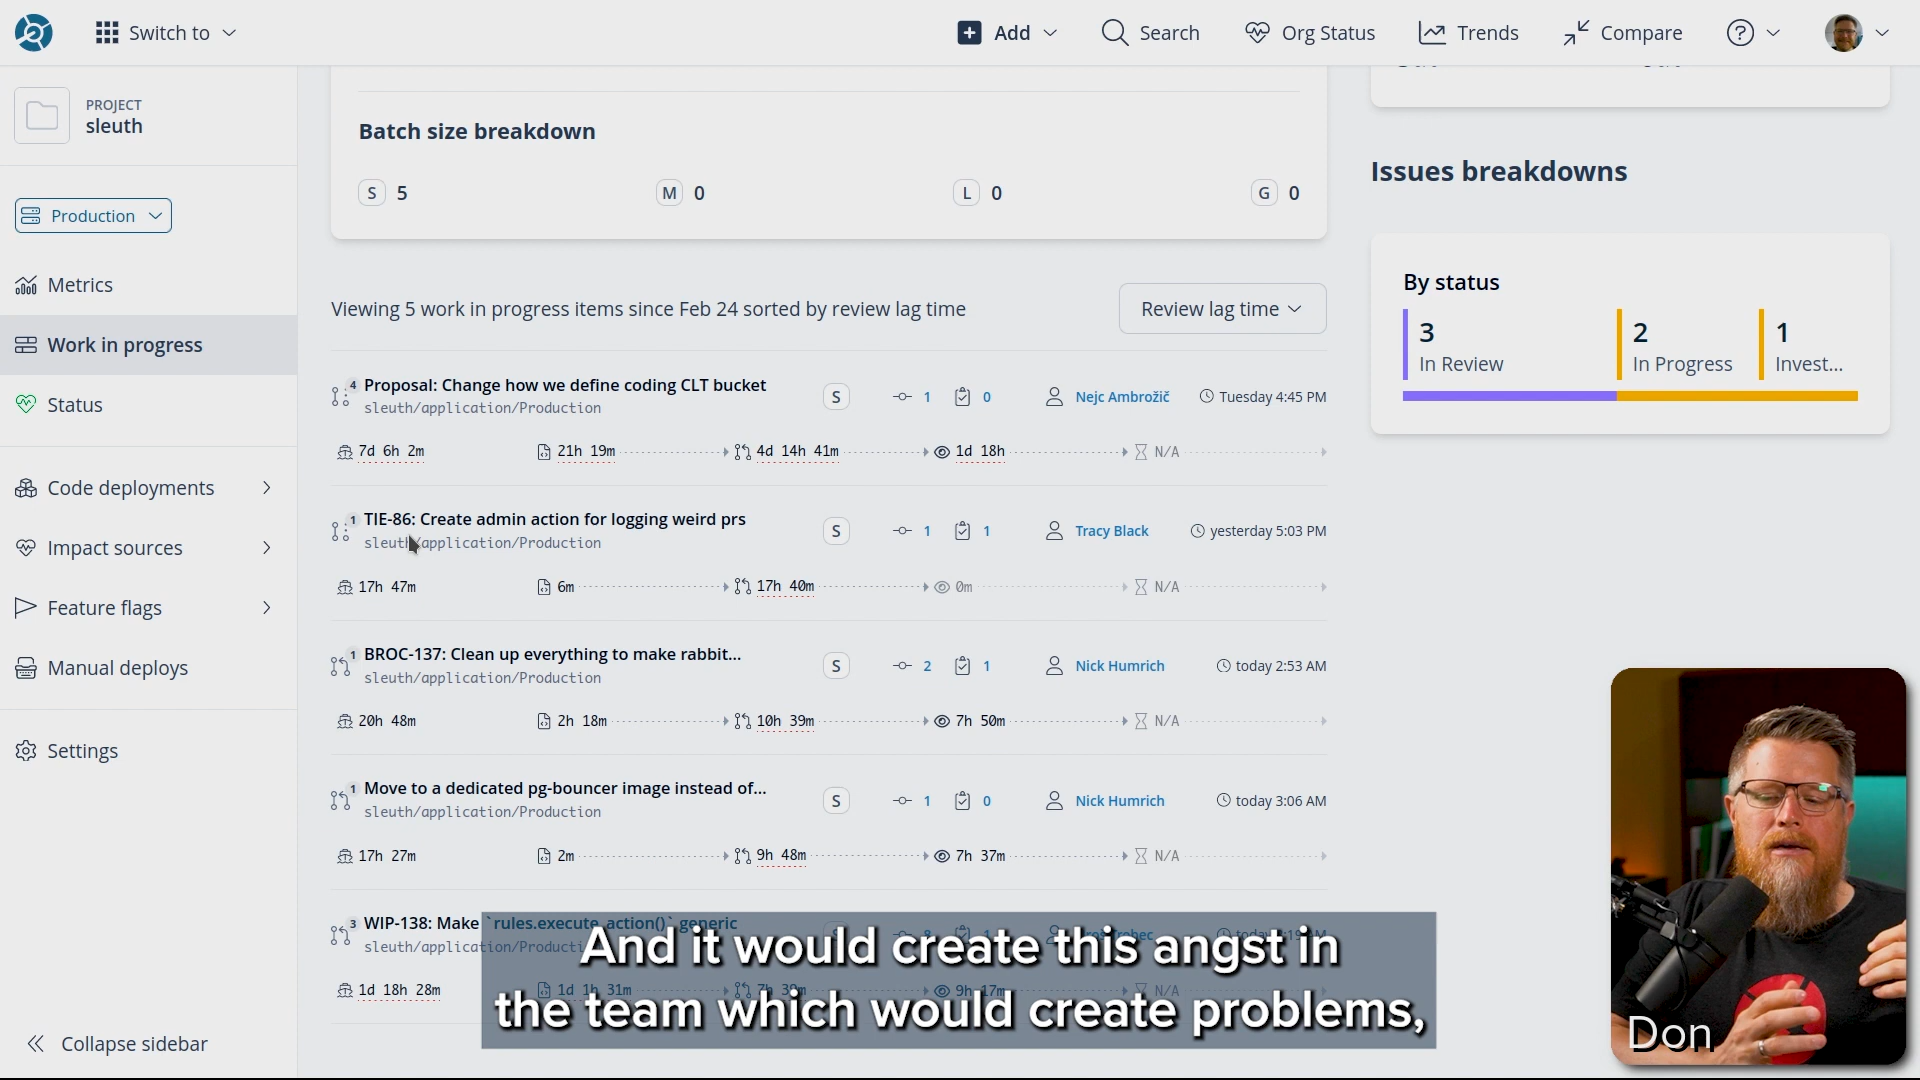 Switch to
Add
Search
Org Status
Trends
Compare
PROJECT
sleuth
Production
Metrics
Work in progress
Status
Code deployments
Impact sources
Feature flags
Manual deploys
Settings
Collapse sidebar
Batch size breakdown
S 5 M 0 L 0 G 0
Viewing 5 work in progress items since Feb 24 sorted by review lag time
Review lag time
4 Proposal: Change how we define coding CLT bucket
sleuth/application/Production
S 1 0 Nejc Ambrožič Tuesday 4:45 PM
7d 6h 2m 21h 19m 4d 14h 41m 1d 18h N/A
1 TIE-86: Create admin action for logging weird prs
sleuth/application/Production
S 1 1 Tracy Black yesterday 5:03 PM
17h 47m 6m 17h 40m 0m N/A
1 BROC-137: Clean up everything to make rabbit...
sleuth/application/Production
S 2 1 Nick Humrich today 2:53 AM
20h 48m 2h 18m 10h 39m 7h 50m N/A
1 Move to a dedicated pg-bouncer image instead of...
sleuth/application/Production
S 1 0 Nick Humrich today 3:06 AM
17h 27m 2m 9h 48m 7h 37m N/A
3 WIP-138: Make `rules.execute_action()` generic
1d 18h 28m 1d 1h 31m N/A
And it would create this angst in
the team which would create problems,
Issues breakdowns
By status
3 2 1
In Review In Progress Invest...
Don